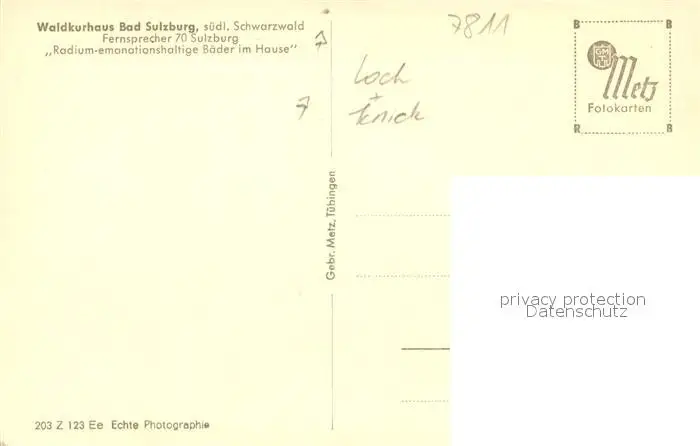 Waldkurhaus Bad Sulzburg, südl. Schwarzwald
Fernsprecher 70 Sulzburg
„Radium-emanationshaltige Bäder im Hause"
7
7
7811
Loch
+
Knick
B B
GM
Metz
Fotokarten
R B
Gebr. Metz, Tübingen
privacy protection
Datenschutz
203 Z 123 Ee Echte Photographie